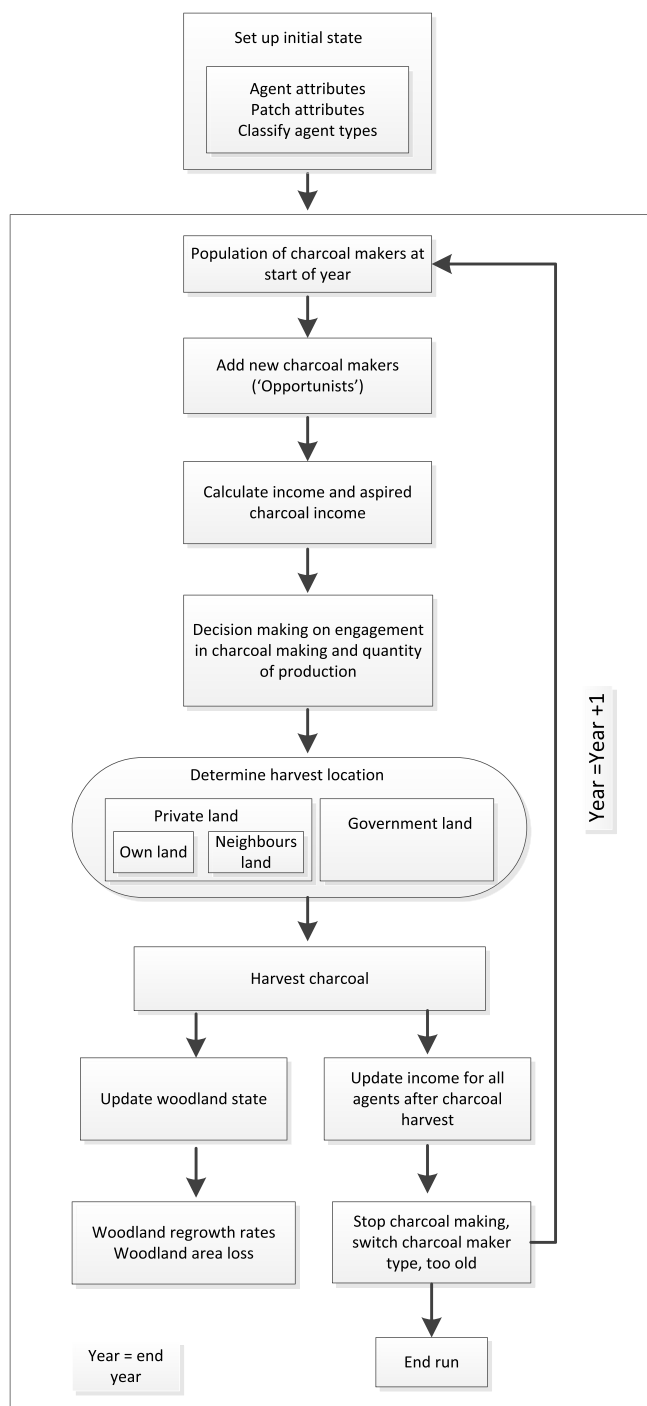 Set up initial state
Agent attributes
Patch attributes
Classify agent types
Population of charcoal makers at
start of year
Add new charcoal makers
(‘Opportunists’)
Calculate income and aspired
charcoal income
Decision making on engagement
in charcoal making and quantity
of production
Determine harvest location
Private land
Own land
Neighbours
land
Government land
Year =Year +1
Harvest charcoal
Update woodland state
Update income for all
agents after charcoal
harvest
Woodland regrowth rates
Woodland area loss
Stop charcoal making,
switch charcoal maker
type, too old
Year = end
year
End run